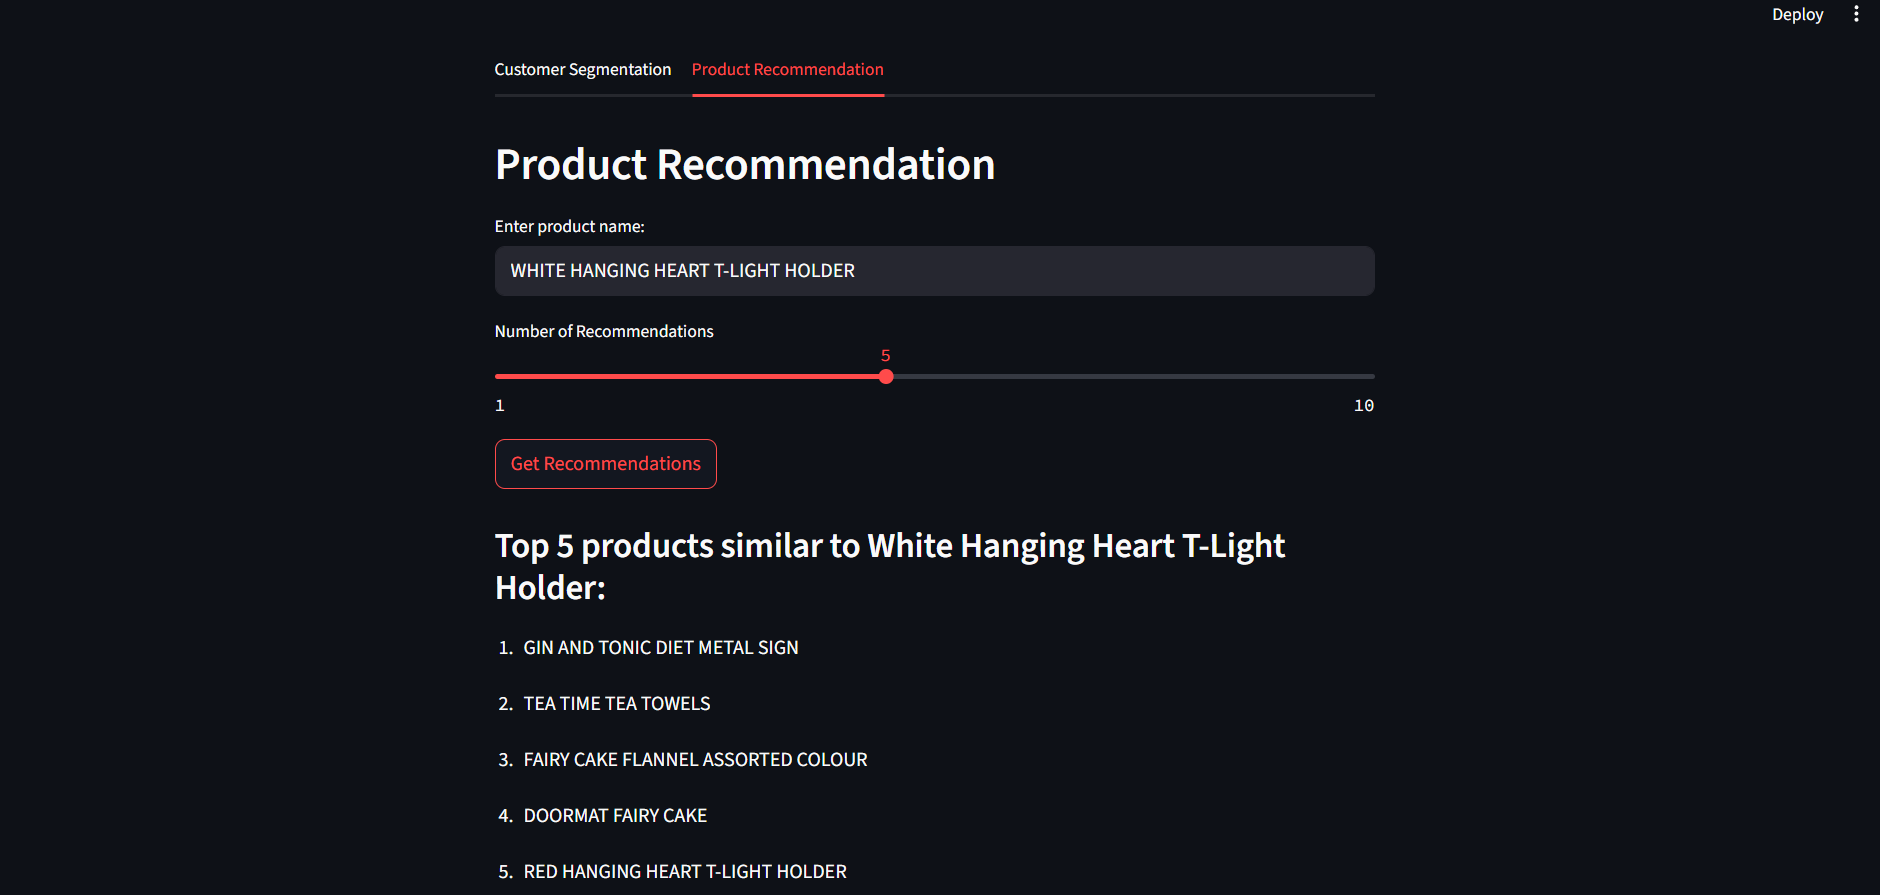 Deploy
Customer Segmentation Product Recommendation
Product Recommendation
Enter product name:
WHITE HANGING HEART T-LIGHT HOLDER
Number of Recommendations
5
1 10
Get Recommendations
Top 5 products similar to White Hanging Heart T-Light
Holder:
1. GIN AND TONIC DIET METAL SIGN
2. TEA TIME TEA TOWELS
3. FAIRY CAKE FLANNEL ASSORTED COLOUR
4. DOORMAT FAIRY CAKE
5. RED HANGING HEART T-LIGHT HOLDER